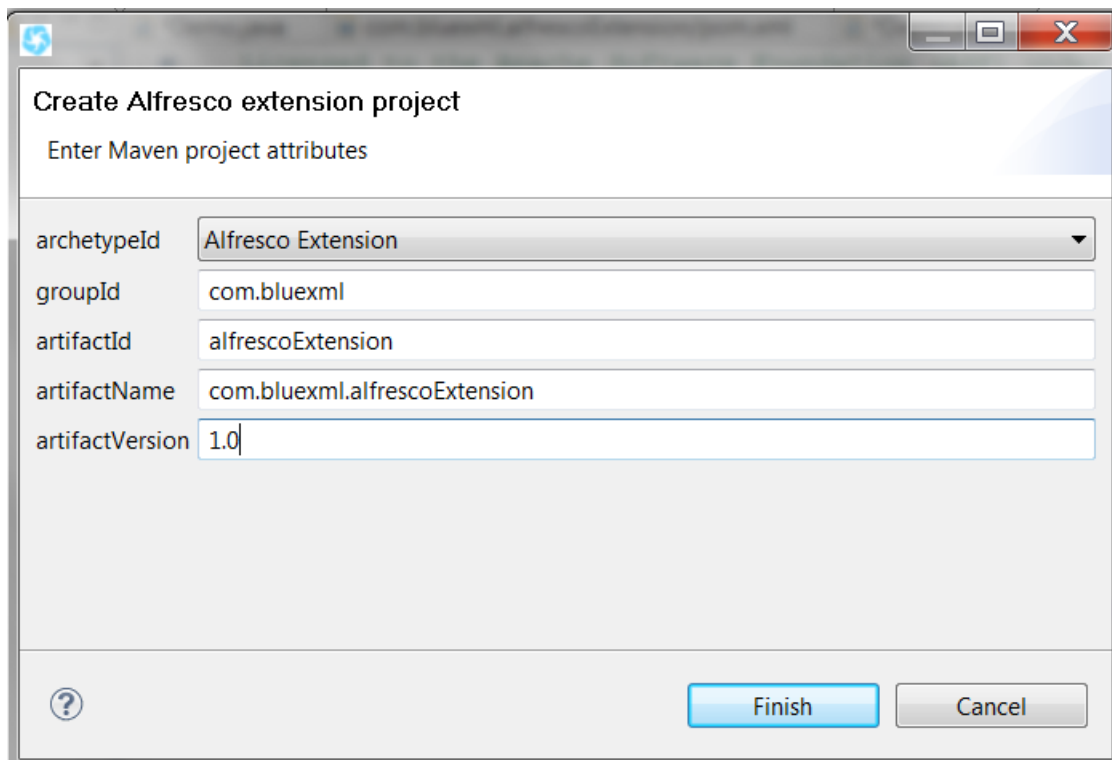 Create Alfresco extension project
Enter Maven project attributes
archetypeId Alfresco Extension
groupId com.bluexml
artifactId alfrescoExtension
artifactName com.bluexml.alfrescoExtension
artifactVersion 1.0
? Finish Cancel